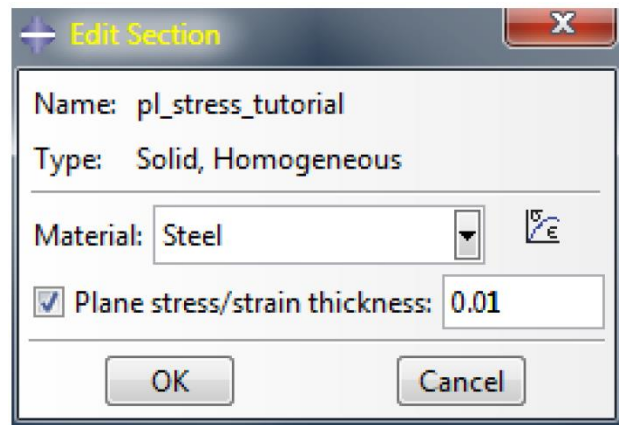 Edit Section
Name: pl_stress_tutorial
Type: Solid, Homogeneous
Material: Steel
Plane stress/strain thickness: 0.01
OK Cancel